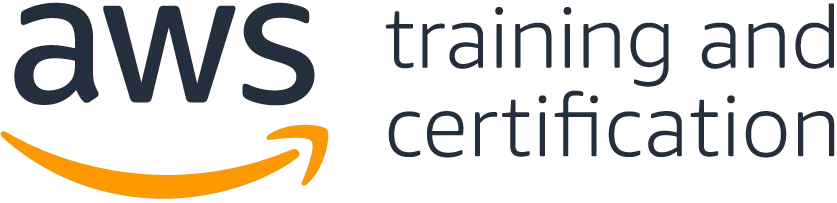 aws
training and
certification